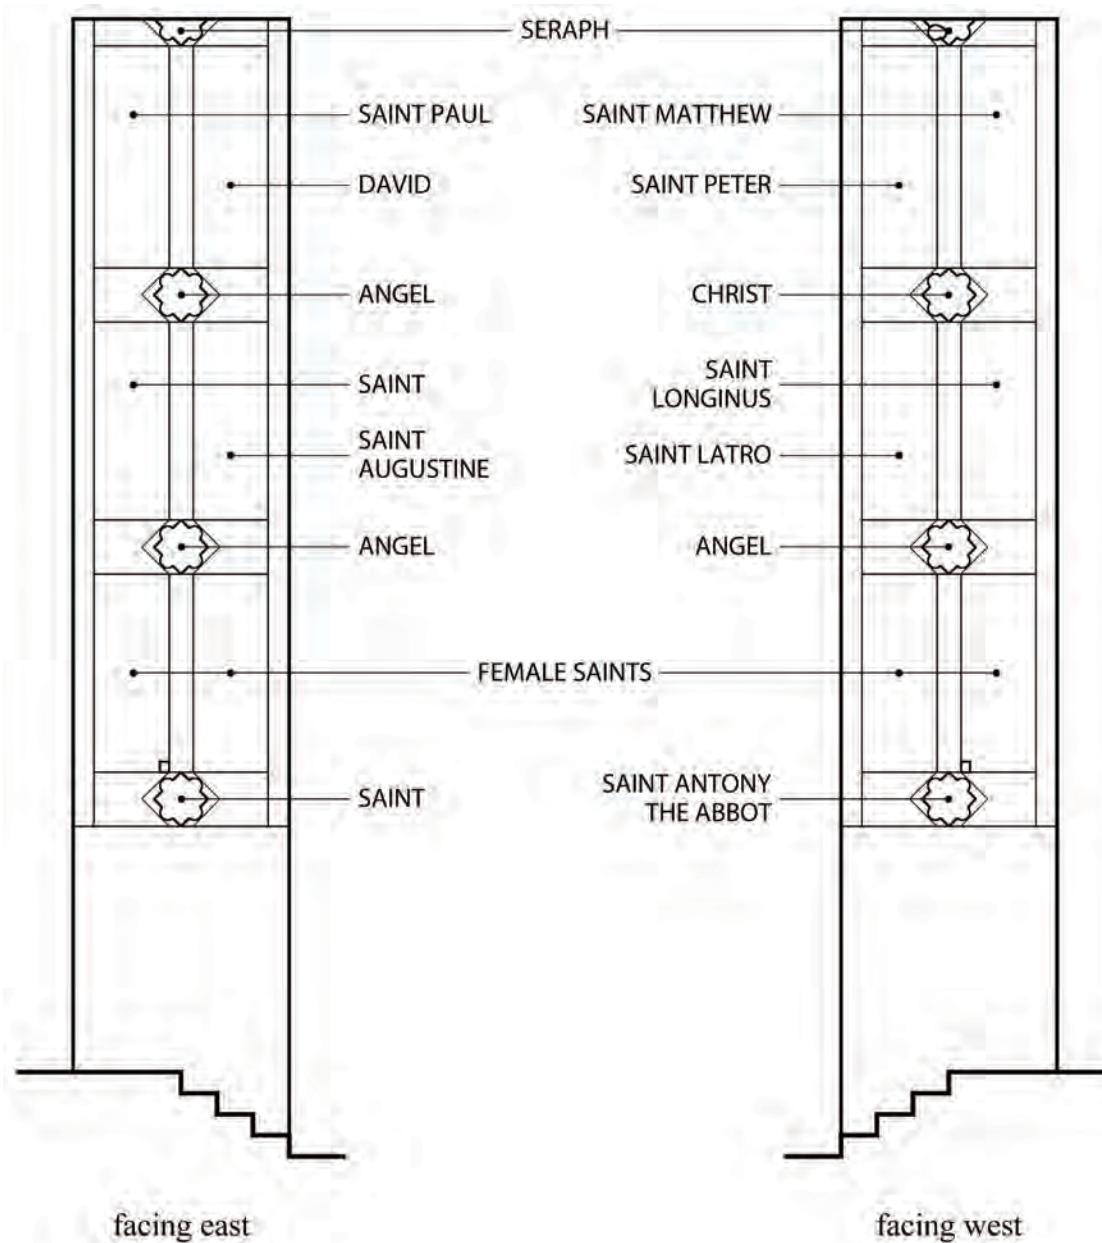 SERAPH
SAINT PAUL
SAINT MATTHEW
DAVID
SAINT PETER
ANGEL
CHRIST
SAINT
SAINT
LONGINUS
SAINT
AUGUSTINE
SAINT LATRO
ANGEL
ANGEL
FEMALE SAINTS
SAINT
SAINT ANTONY
THE ABBOT
facing east
facing west